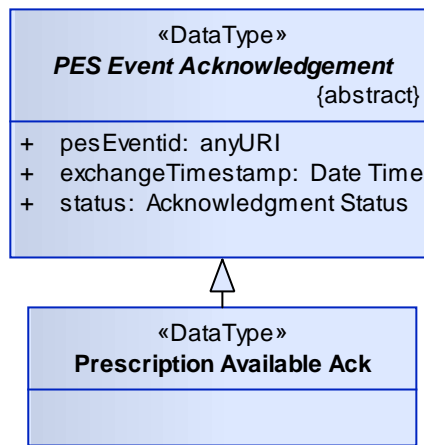 «DataType»
PES Event Acknowledgement
{abstract}
+ pesEventid: anyURI
+ exchangeTimestamp: Date Time
+ status: Acknowledgment Status
«DataType»
Prescription Available Ack